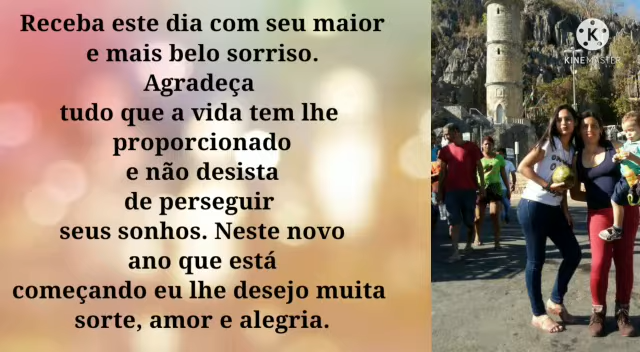 Receba este dia com seu maior
e mais belo sorriso.
Agradeça
tudo que a vida tem lhe
proporcionado
e não desista
de perseguir
seus sonhos. Neste novo
ano que está
começando eu lhe desejo muita
sorte, amor e alegria.
K
KINEMASTER